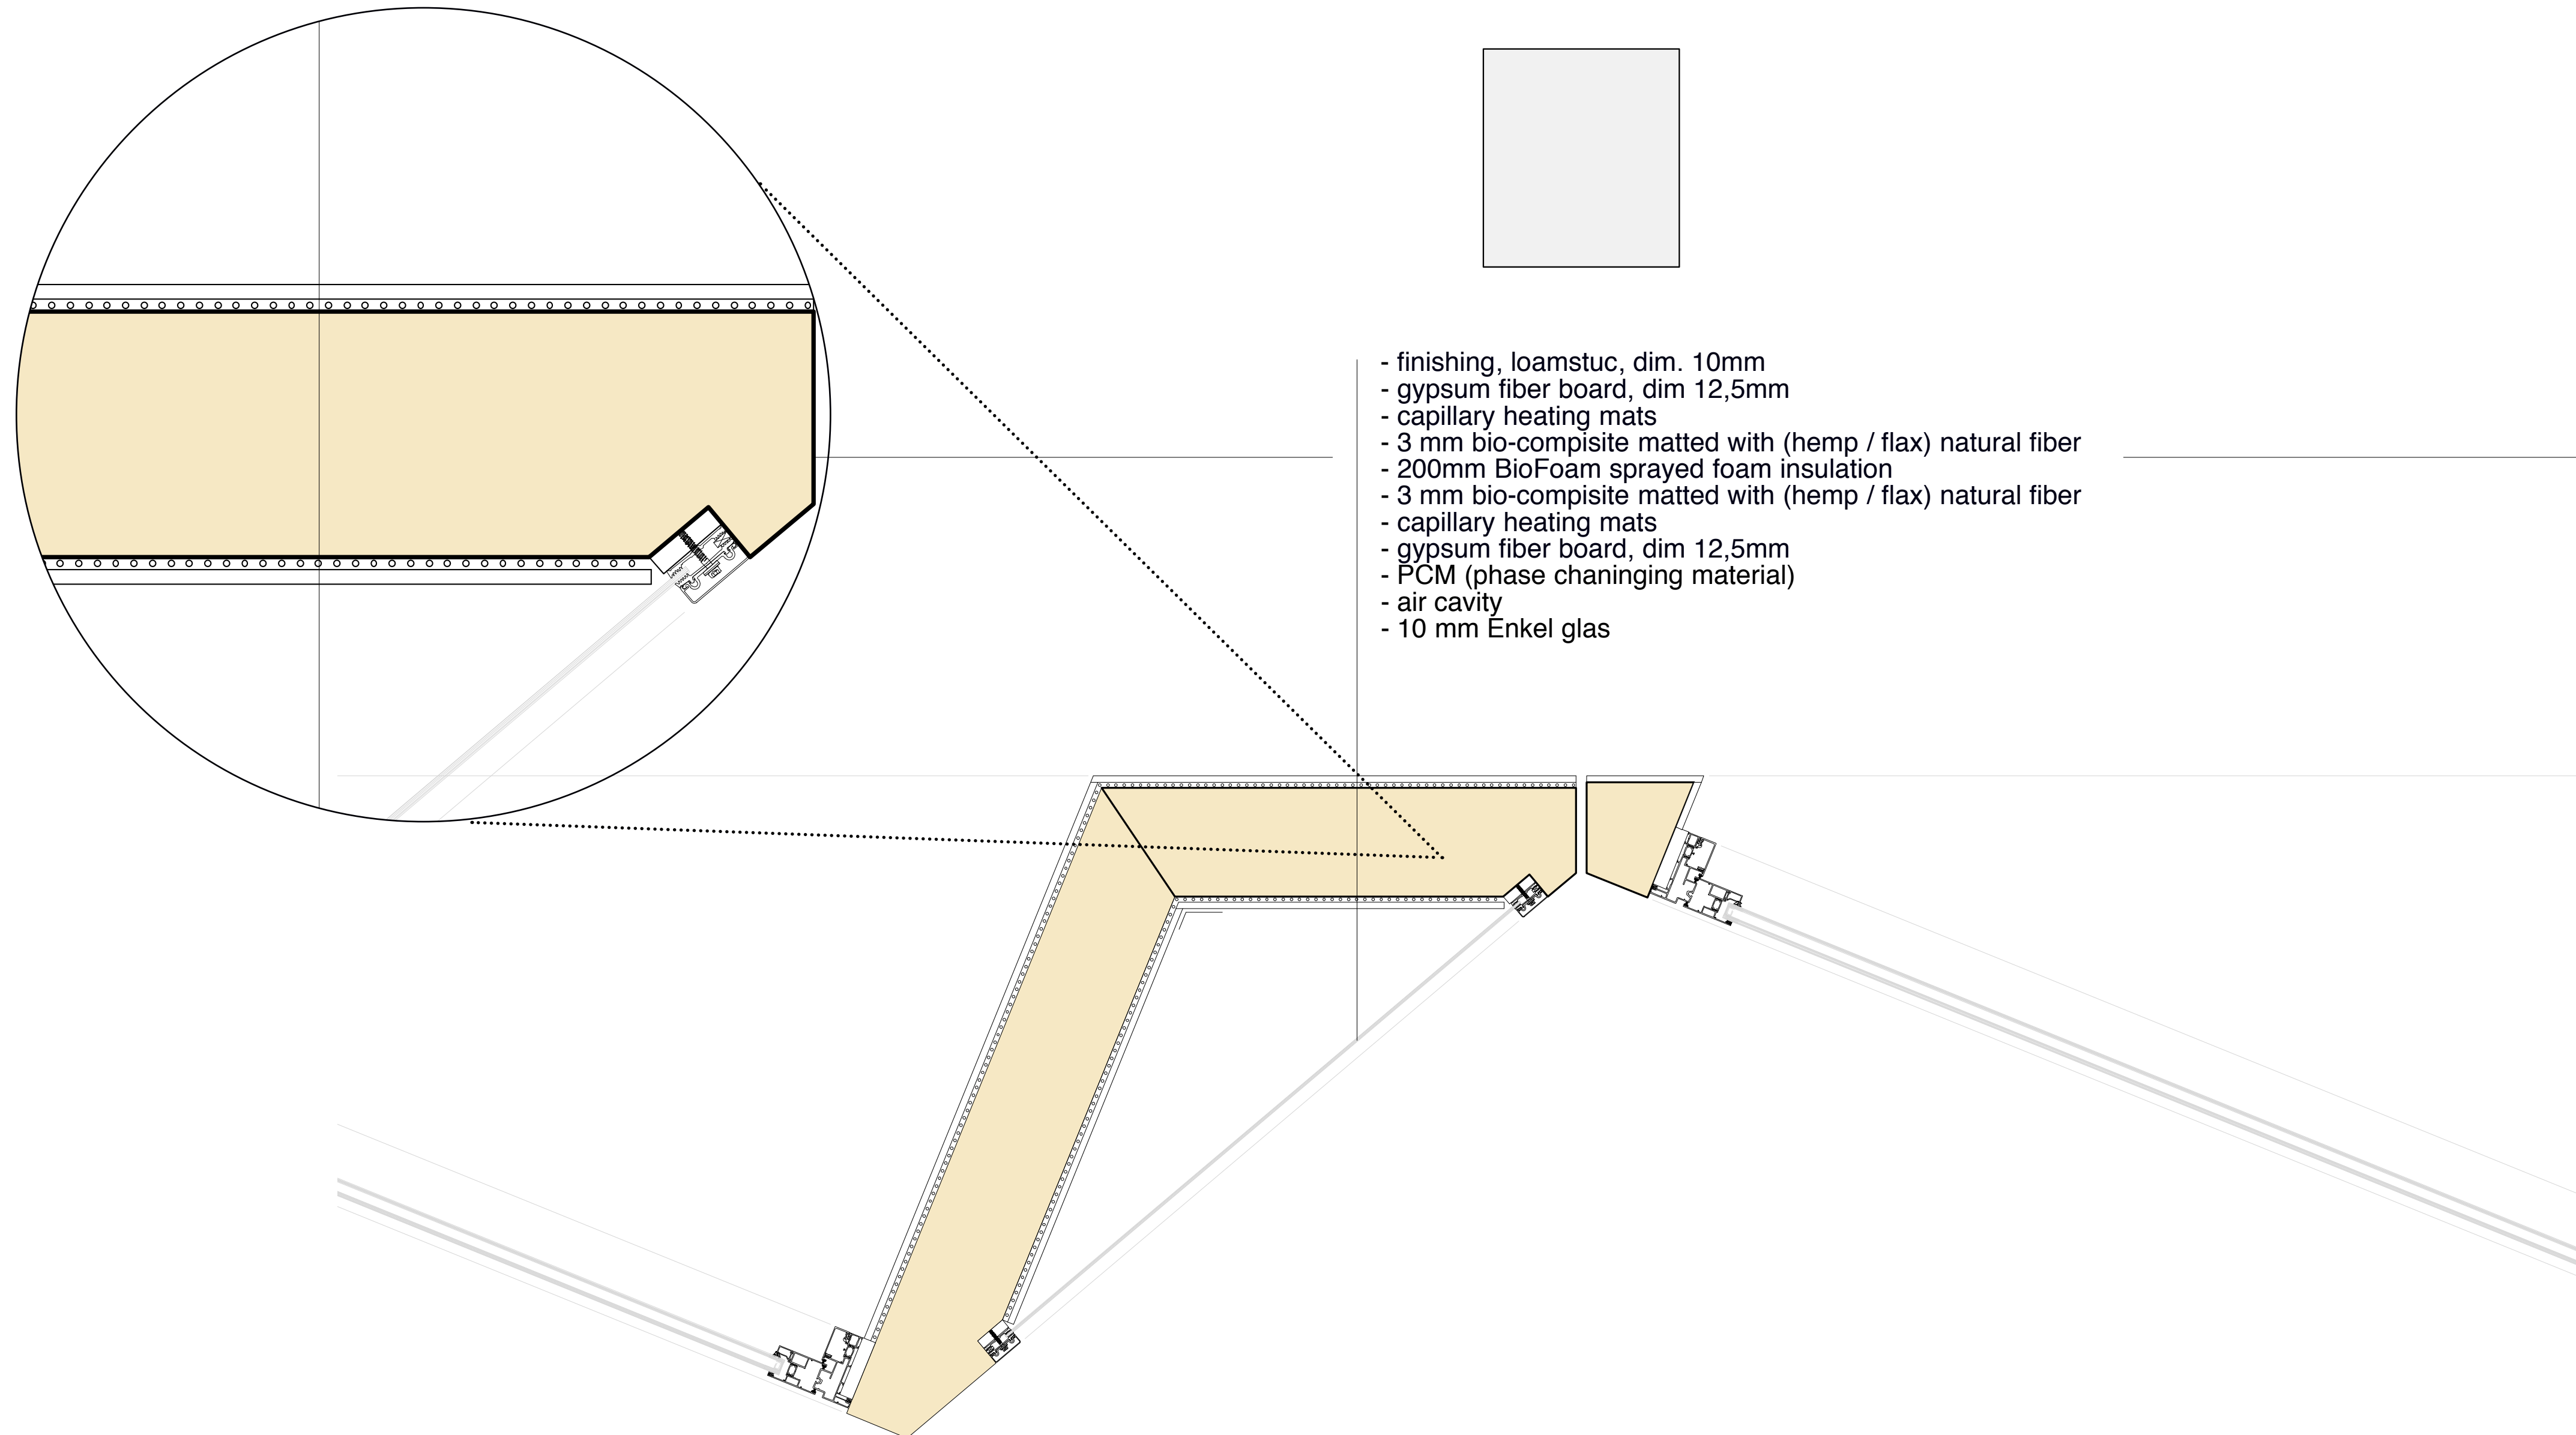 - finishing, loamstuc, dim. 10mm
- gypsum fiber board, dim 12,5mm
- capillary heating mats
- 3 mm bio-compisite matted with (hemp / flax) natural fiber
- 200mm BioFoam sprayed foam insulation
- 3 mm bio-compisite matted with (hemp / flax) natural fiber
- capillary heating mats
- gypsum fiber board, dim 12,5mm
- PCM (phase chaninging material)
- air cavity
- 10 mm Enkel glas